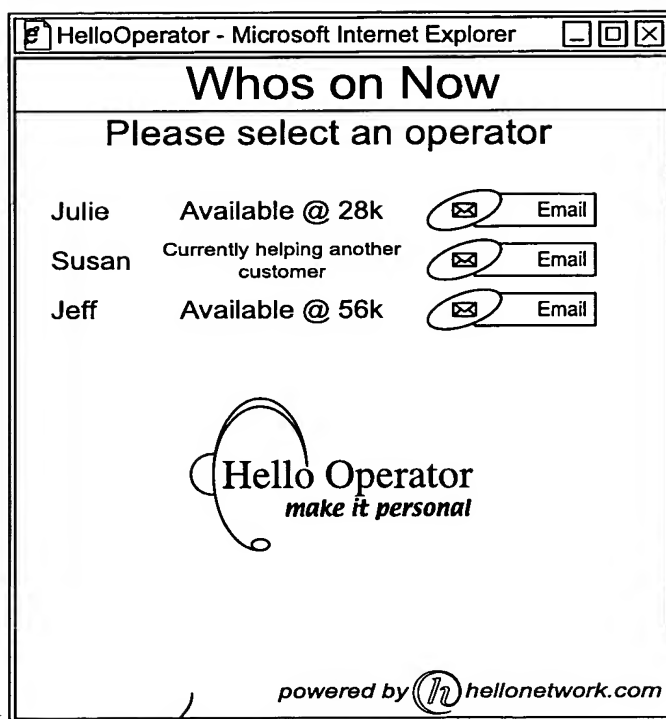 HelloOperator - Microsoft Internet Explorer
Whos on Now
Please select an operator
Julie Available @ 28k Email
Susan Currently helping another customer Email
Jeff Available @ 56k Email
Hello Operator
make it personal
powered by h hellonetwork.com